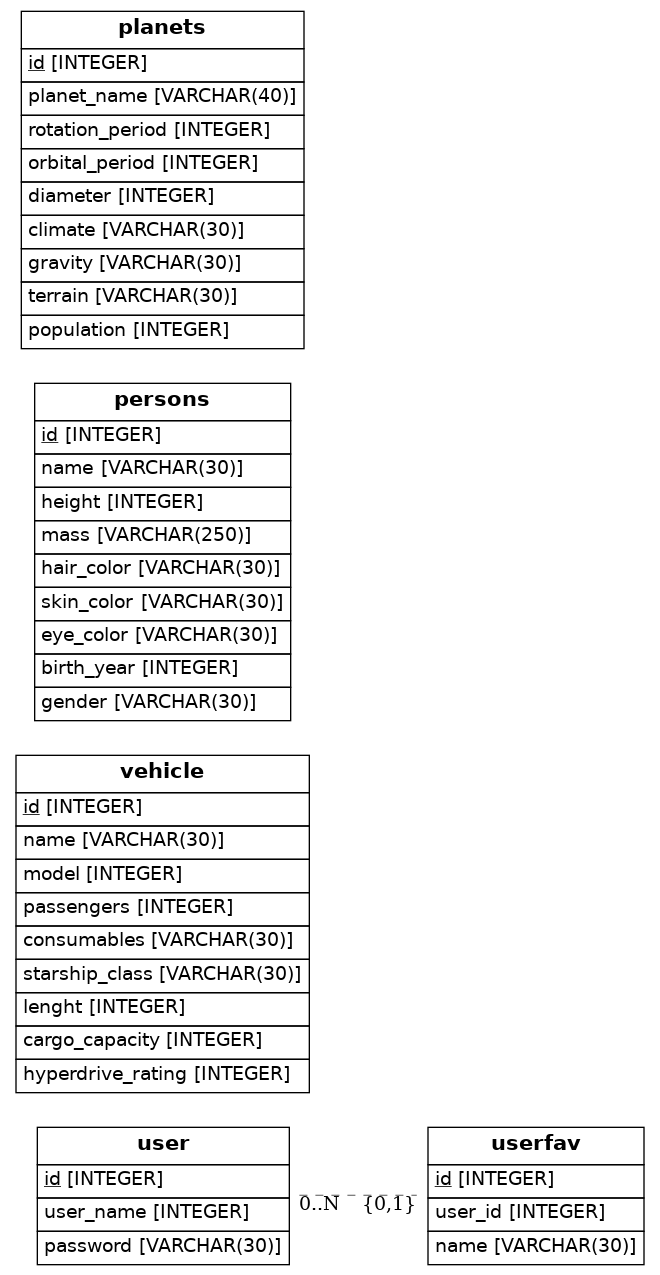 planets
id [INTEGER]
planet_name [VARCHAR(40)]
rotation_period [INTEGER]
orbital_period [INTEGER]
diameter [INTEGER]
climate [VARCHAR(30)]
gravity [VARCHAR(30)]
terrain [VARCHAR(30)]
population [INTEGER]
persons
id [INTEGER]
name [VARCHAR(30)]
height [INTEGER]
mass [VARCHAR(250)]
hair_color [VARCHAR(30)]
skin_color [VARCHAR(30)]
eye_color [VARCHAR(30)]
birth_year [INTEGER]
gender [VARCHAR(30)]
vehicle
id [INTEGER]
name [VARCHAR(30)]
model [INTEGER]
passengers [INTEGER]
consumables [VARCHAR(30)]
starship_class [VARCHAR(30)]
lenght [INTEGER]
cargo_capacity [INTEGER]
hyperdrive_rating [INTEGER]
user
id [INTEGER]
user_name [INTEGER]
password [VARCHAR(30)]
0..N {0,1}
userfav
id [INTEGER]
user_id [INTEGER]
name [VARCHAR(30)]